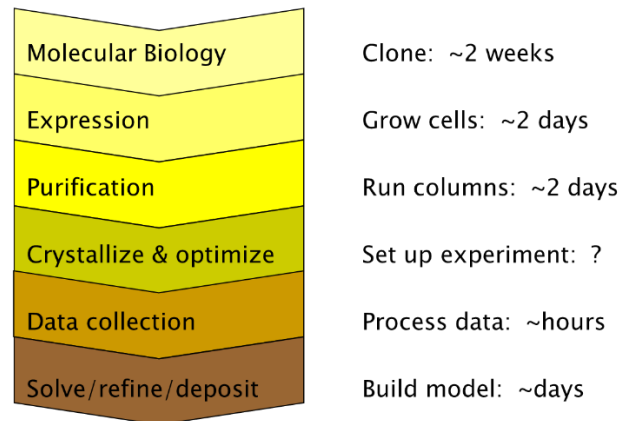 Molecular Biology Clone: ~2 weeks
Expression Grow cells: ~2 days
Purification Run columns: ~2 days
Crystallize & optimize Set up experiment: ?
Data collection Process data: ~hours
Solve/refine/deposit Build model: ~days